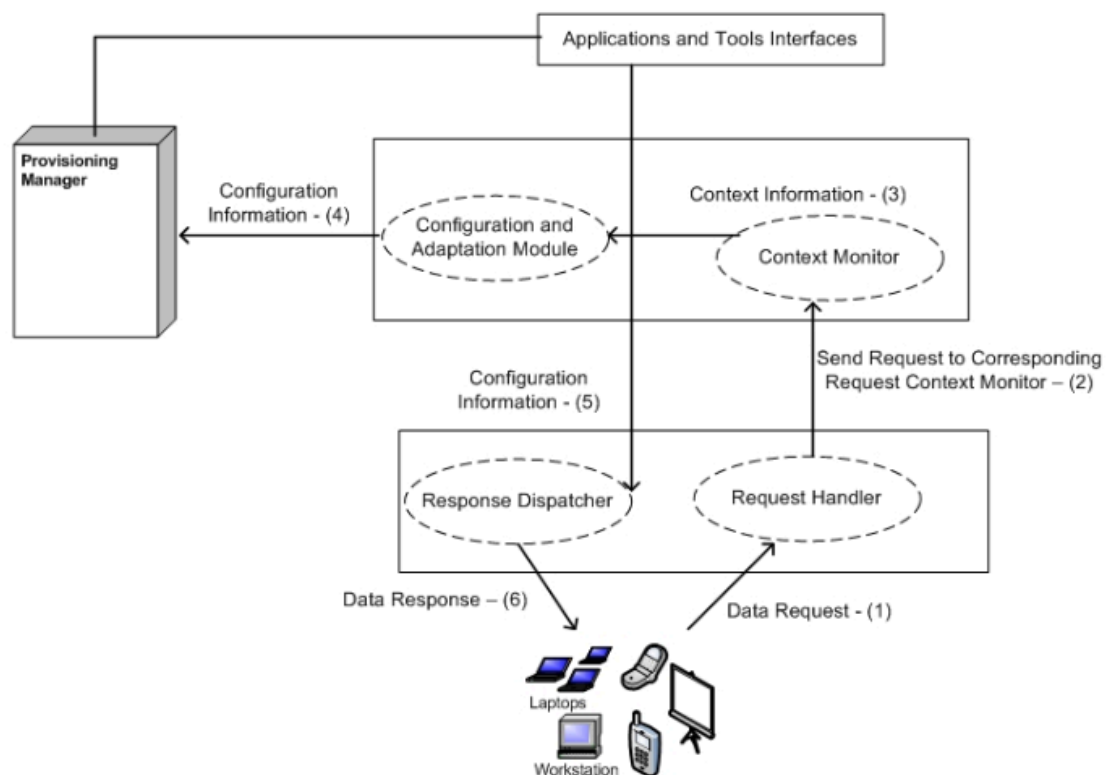 Applications and Tools Interfaces
Provisioning
Manager
Configuration
Information - (4)
Configuration and
Adaptation Module
Context Information - (3)
Context Monitor
Send Request to Corresponding
Request Context Monitor – (2)
Configuration
Information - (5)
Response Dispatcher
Request Handler
Data Response – (6)
Data Request - (1)
Laptops
Workstation